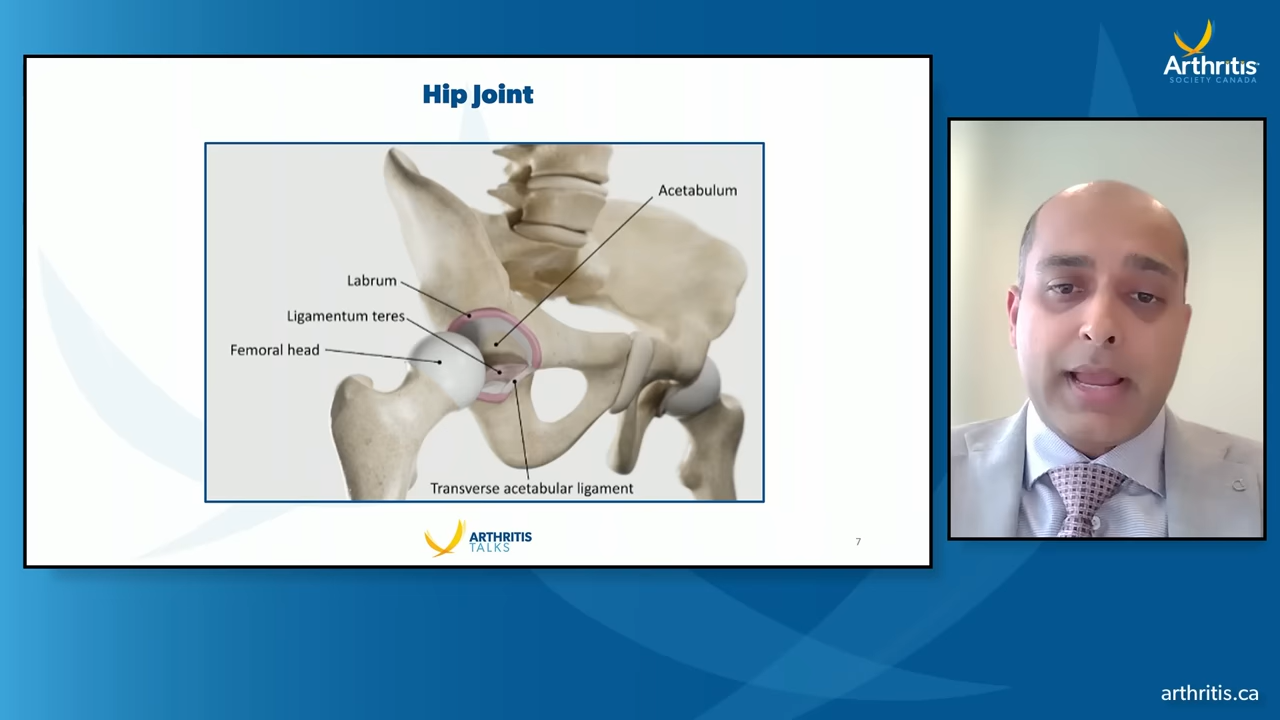 Hip Joint
Acetabulum
Labrum
Ligamentum teres
Femoral head
Transverse acetabular ligament
ARTHRITIS
TALKS
7
Arthritis
SOCIETY CANADA
arthritis.ca